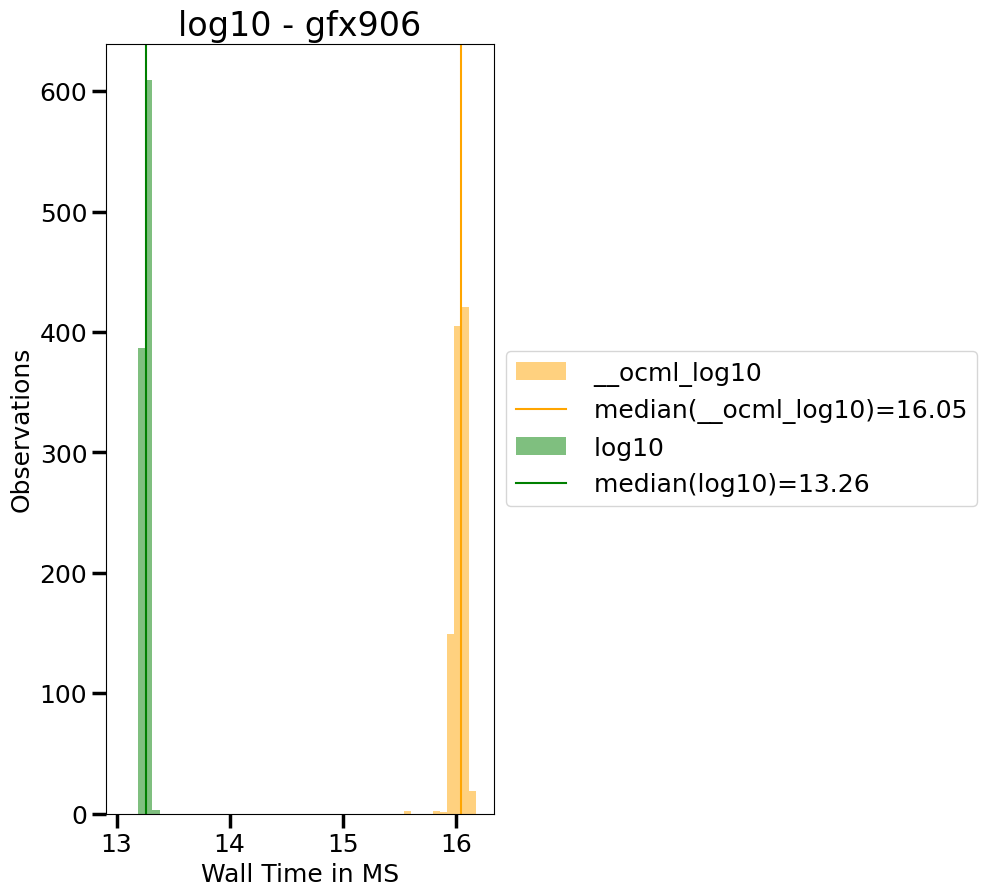 log10 - gfx906
600
500
400
300
200
100
0
Observations
13 14 15 16
Wall Time in MS
__ocml_log10
median(__ocml_log10)=16.05
log10
median(log10)=13.26